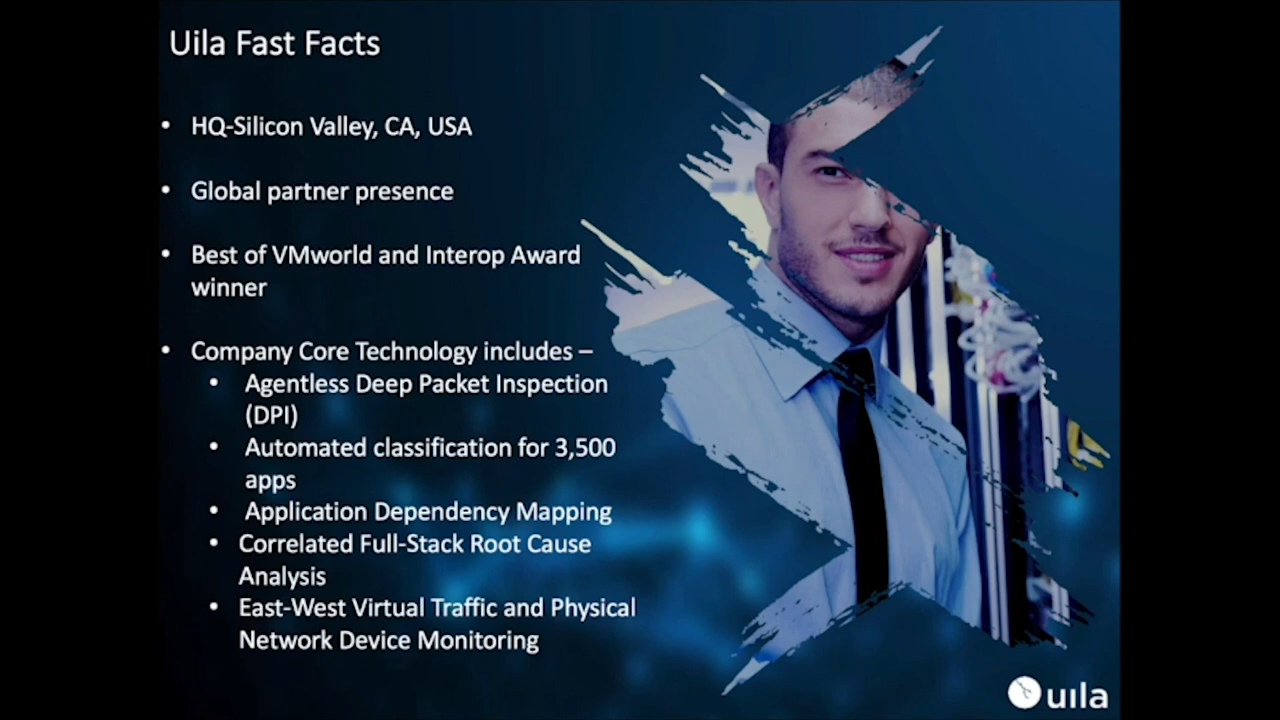 Uila Fast Facts
• HQ-Silicon Valley, CA, USA
• Global partner presence
• Best of VMworld and Interop Award
winner
• Company Core Technology includes –
• Agentless Deep Packet Inspection
(DPI)
• Automated classification for 3,500
apps
• Application Dependency Mapping
• Correlated Full-Stack Root Cause
Analysis
• East-West Virtual Traffic and Physical
Network Device Monitoring
uila